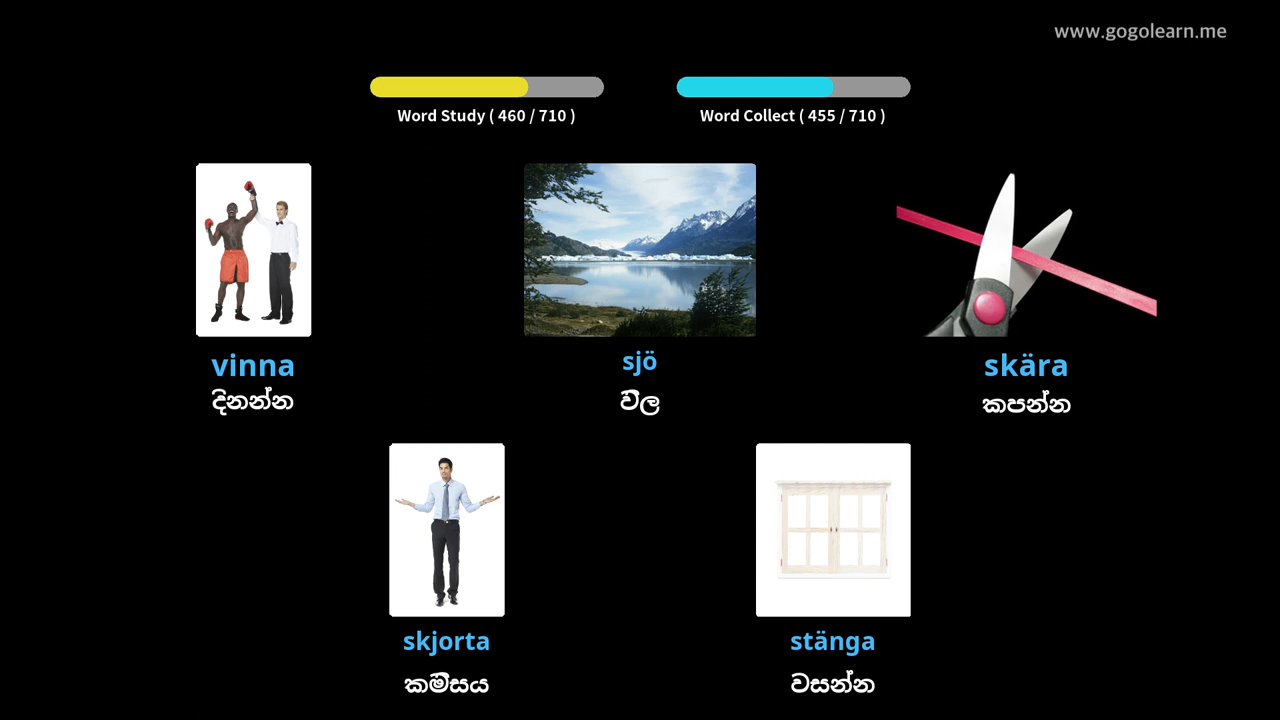 www.gogolearn.me
Word Study ( 460 / 710 )
Word Collect ( 455 / 710 )
vinna
දිනන්න
sjö
විල
skära
කපන්න
skjorta
කමිසය
stänga
වසන්න